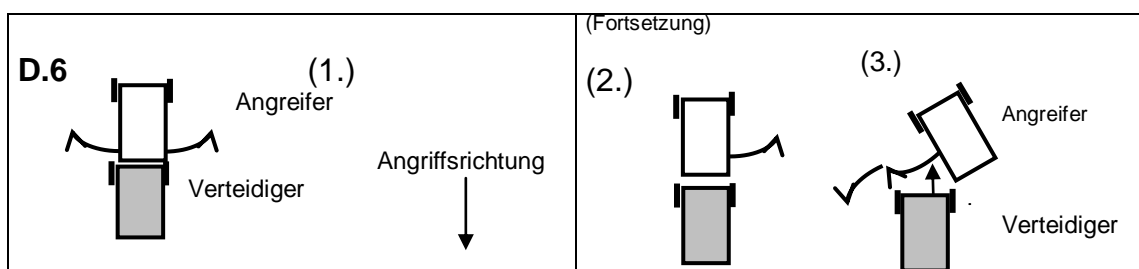 D.6
(1.)
Angreifer
Angriffsrichtung
Verteidiger
(Fortsetzung)
(2.)
(3.)
Angreifer
Verteidiger